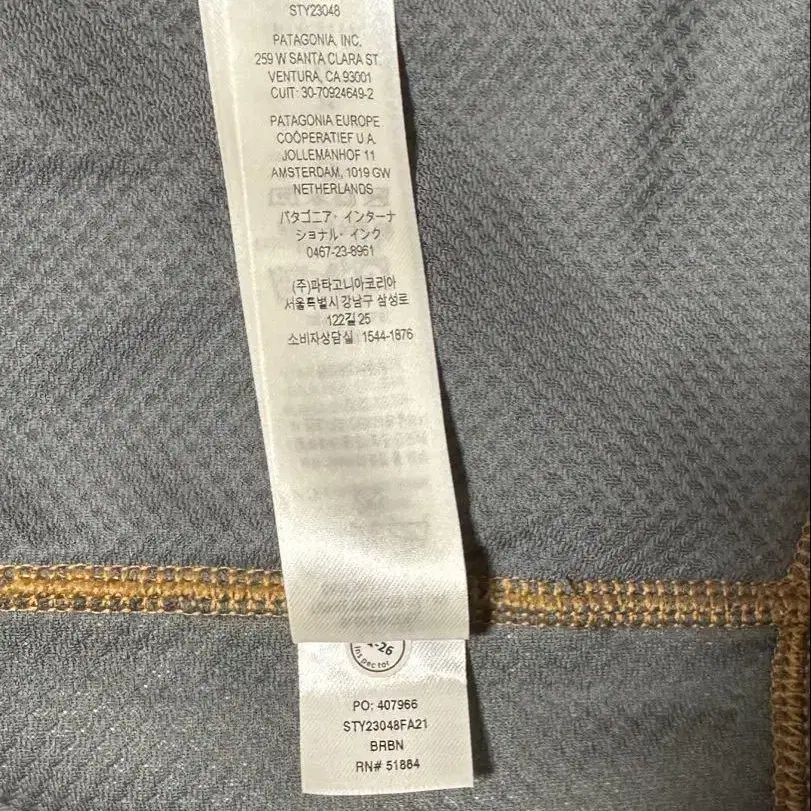 STY23048
PATAGONIA, INC.
259 W SANTA CLARA ST.
VENTURA, CA 93001
CUIT: 30-70924649-2
PATAGONIA EUROPE
COÖPERATIEF U.A.
JOLLEMANHOF 11
AMSTERDAM, 1019 GW
NETHERLANDS
パタゴニア・インターナ
ショナル・インク
0467-23-8961
(주)파타고니아코리아
서울특별시 강남구 삼성로
122길 25
소비자상담실 1544-1876
-26
inspector
PO: 407966
STY23048FA21
BRBN
RN# 51884